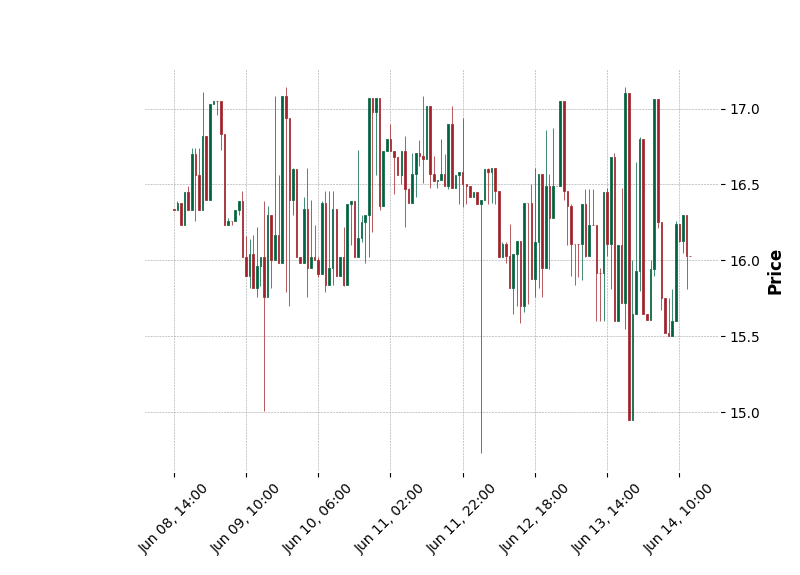 17.0
16.5
16.0
15.5
15.0
Price
Jun 08, 14:00
Jun 09, 10:00
Jun 10, 06:00
Jun 11, 02:00
Jun 11, 22:00
Jun 12, 18:00
Jun 13, 14:00
Jun 14, 10:00